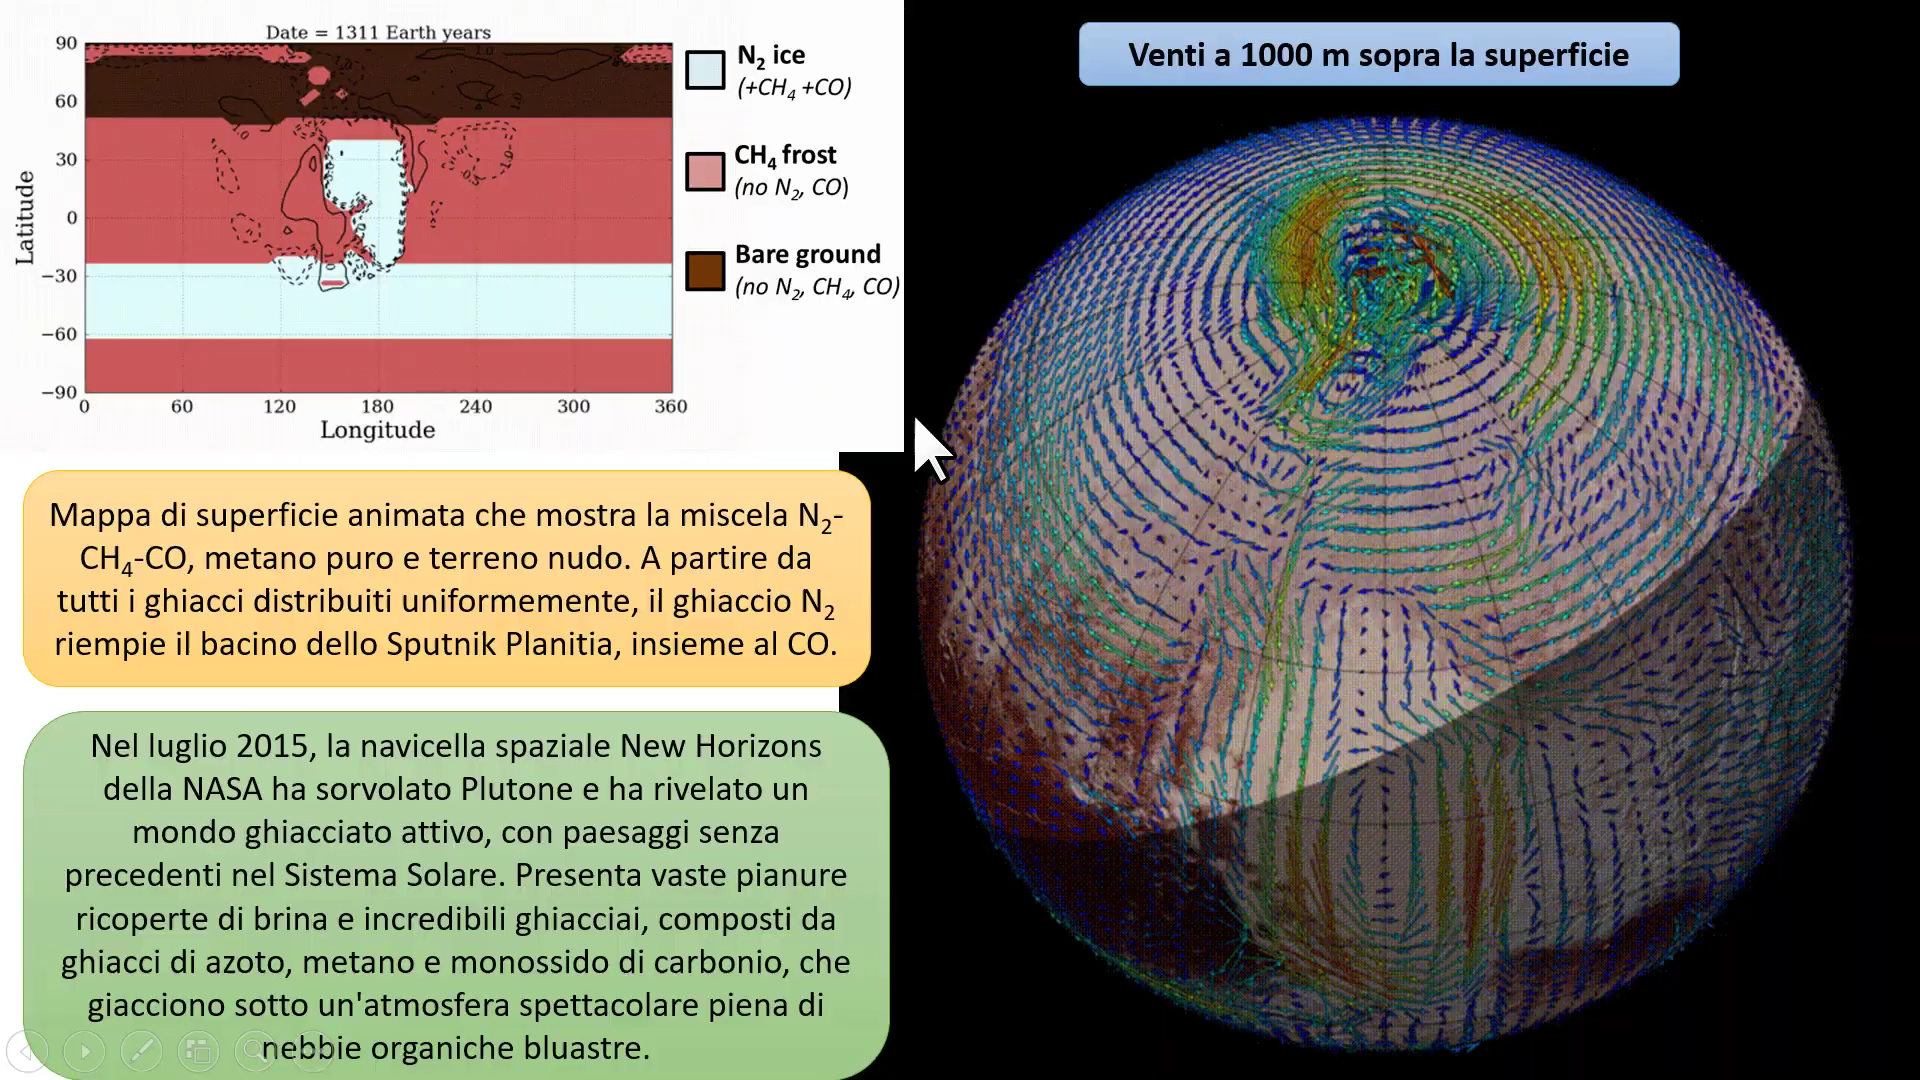 Date = 1311 Earth years
90
60
30
0
−30
−60
−90
Latitude
0 60 120 180 240 300 360
Longitude
N₂ ice
(+CH₄ +CO)
CH₄ frost
(no N₂, CO)
Bare ground
(no N₂, CH₄, CO)
Venti a 1000 m sopra la superficie
Mappa di superficie animata che mostra la miscela N₂-
CH₄-CO, metano puro e terreno nudo. A partire da
tutti i ghiacci distribuiti uniformemente, il ghiaccio N₂
riempie il bacino dello Sputnik Planitia, insieme al CO.
Nel luglio 2015, la navicella spaziale New Horizons
della NASA ha sorvolato Plutone e ha rivelato un
mondo ghiacciato attivo, con paesaggi senza
precedenti nel Sistema Solare. Presenta vaste pianure
ricoperte di brina e incredibili ghiacciai, composti da
ghiacci di azoto, metano e monossido di carbonio, che
giacciono sotto un'atmosfera spettacolare piena di
nebbie organiche bluastre.